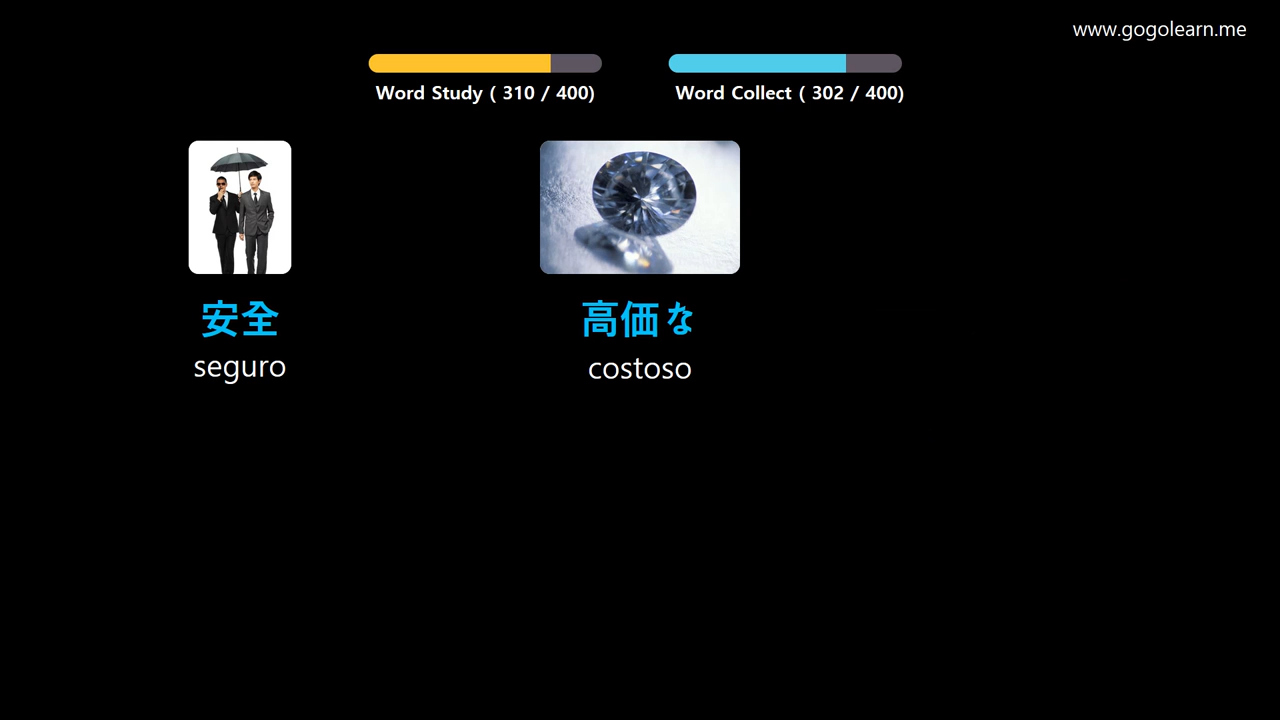 www.gogolearn.me
Word Study ( 310 / 400)
Word Collect ( 302 / 400)
安全
seguro
高価な
costoso